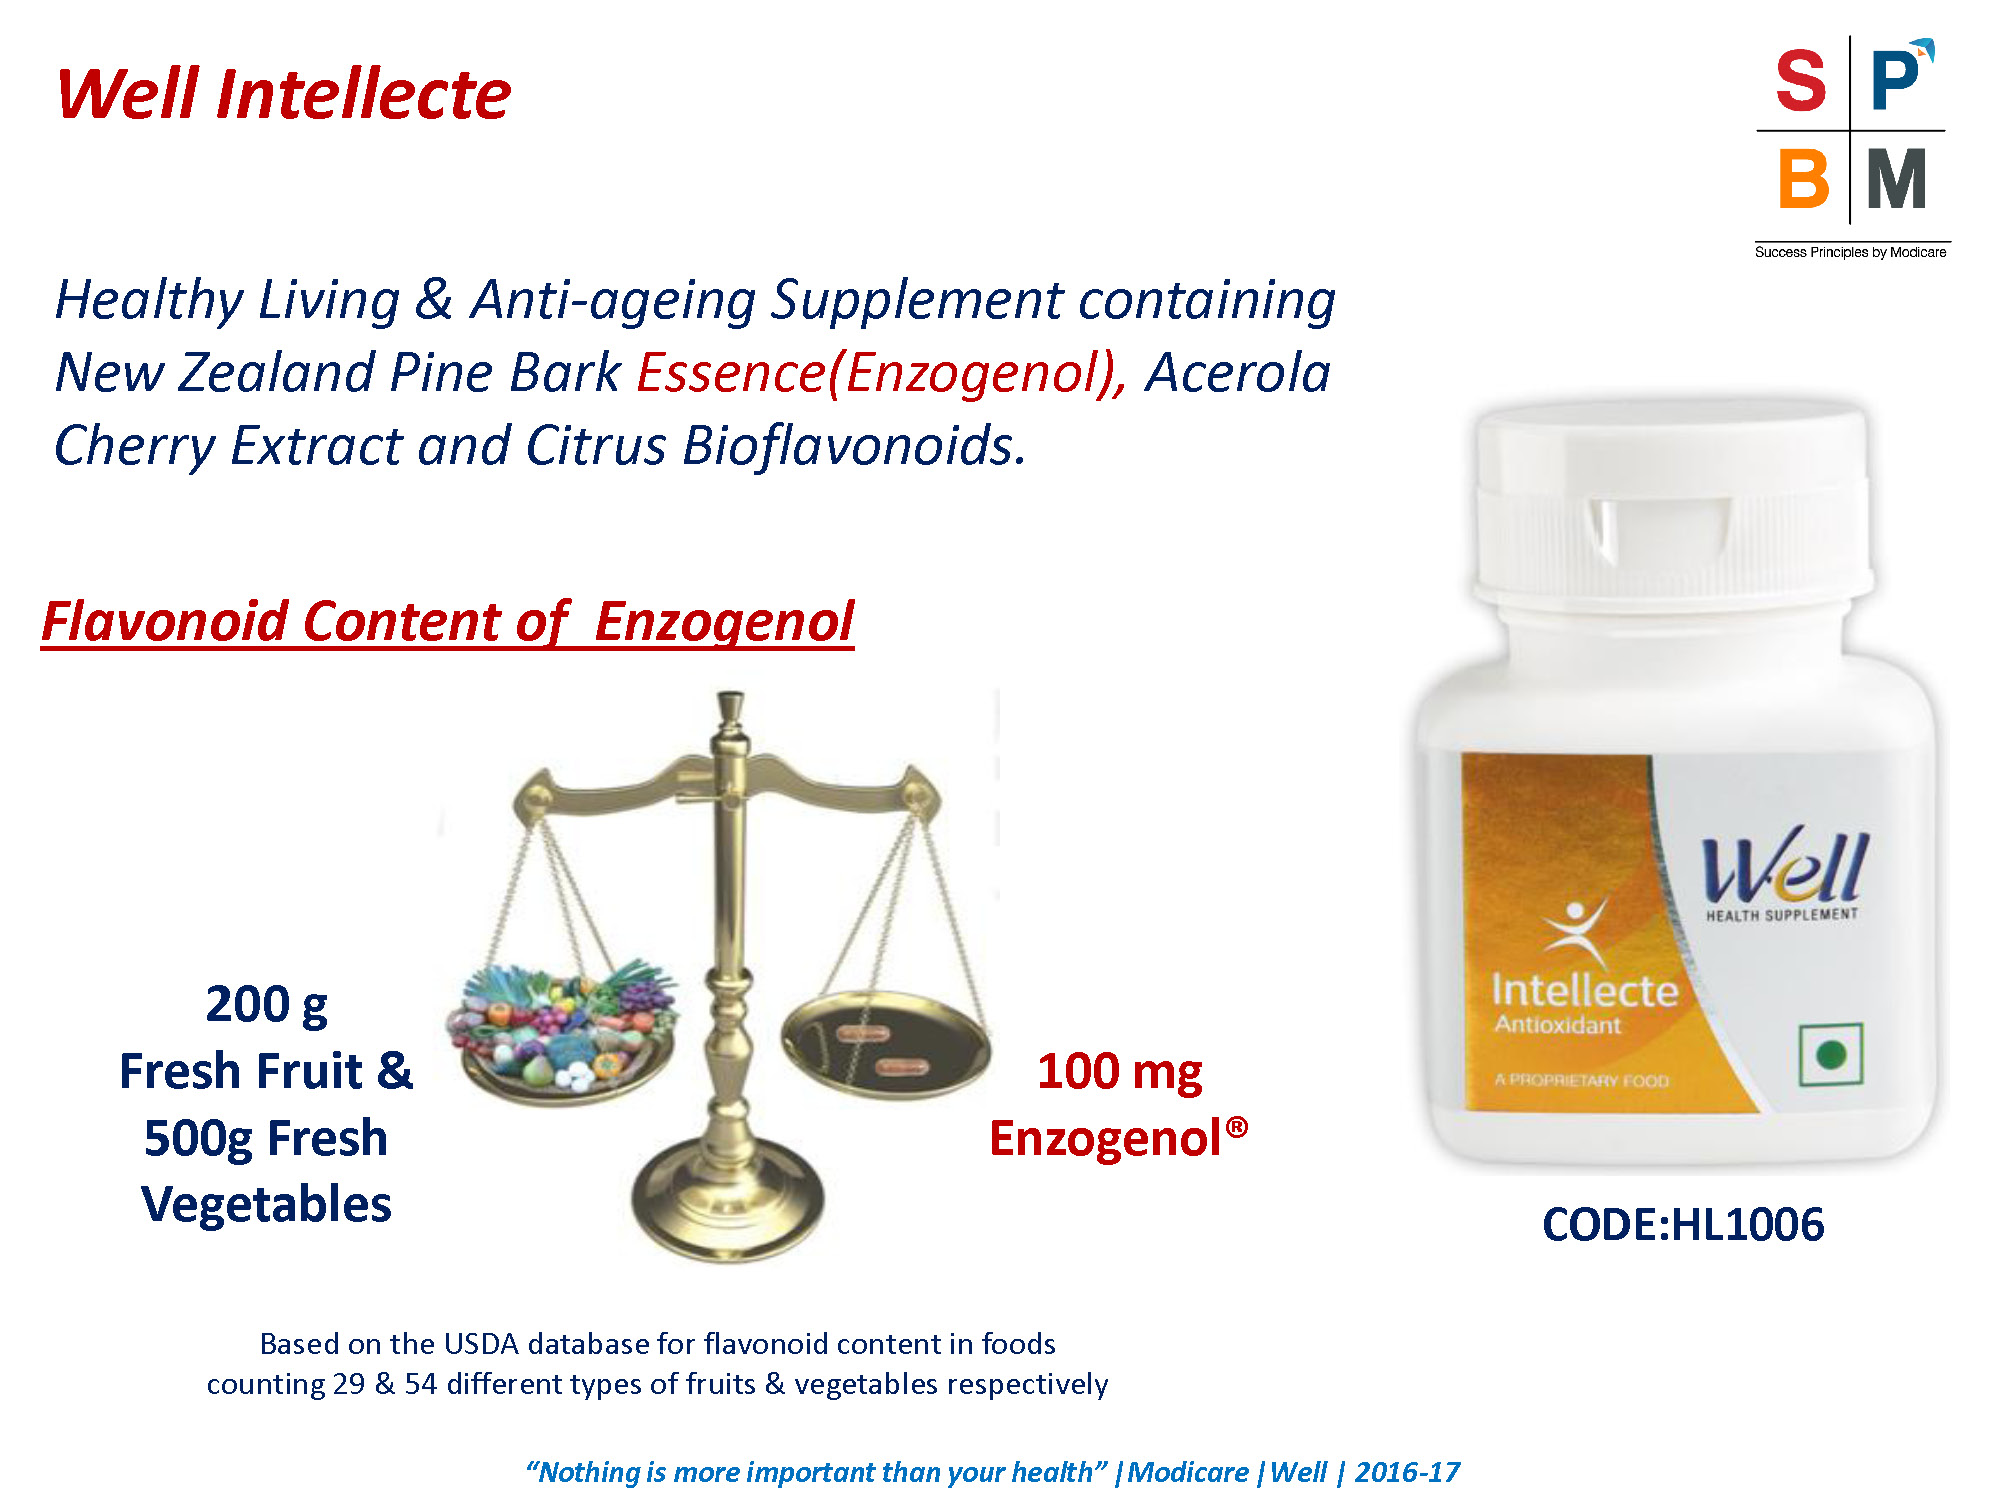 Well Intellecte
S P
B M
Success Principles by Modicare
Healthy Living & Anti-ageing Supplement containing
New Zealand Pine Bark Essence(Enzogenol), Acerola
Cherry Extract and Citrus Bioflavonoids.
Flavonoid Content of Enzogenol
200 g
Fresh Fruit &
500g Fresh
Vegetables
100 mg
Enzogenol®
Well
HEALTH SUPPLEMENT
Intellecte
Antioxidant
A PROPRIETARY FOOD
CODE:HL1006
Based on the USDA database for flavonoid content in foods
counting 29 & 54 different types of fruits & vegetables respectively
“Nothing is more important than your health” |Modicare |Well | 2016-17